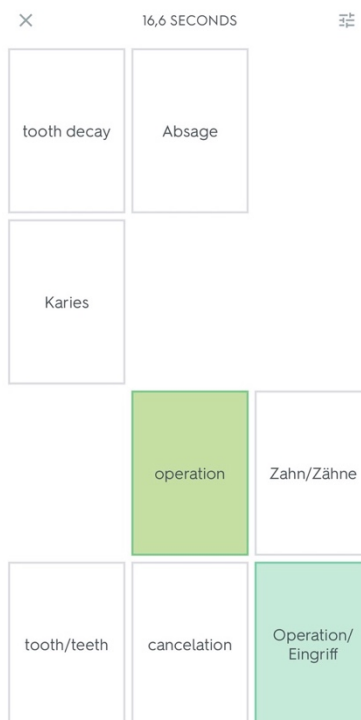 16,6 SECONDS
tooth decay
Absage
Karies
operation
Zahn/Zähne
tooth/teeth
cancelation
Operation/
Eingriff